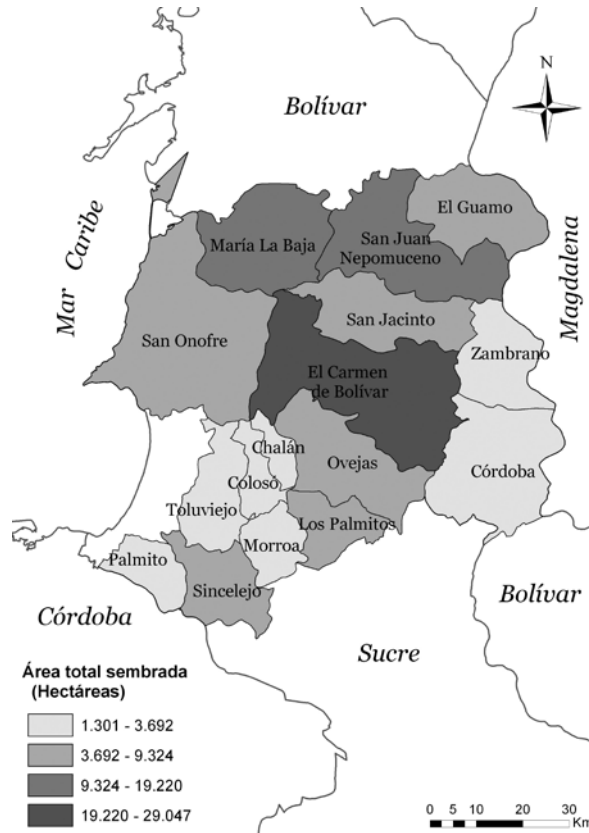 N
Bolívar
Mar Caribe
Magdalena
El Guamo
María La Baja
San Juan
Nepomuceno
San Jacinto
San Onofre
Zambrano
El Carmen
de Bolívar
Chalán
Ovejas
Córdoba
Colosó
Toluviejo
Los Palmitos
Morroa
Palmito
Sincelejo
Bolívar
Córdoba
Sucre
Área total sembrada
(Hectáreas)
1.301 - 3.692
3.692 - 9.324
9.324 - 19.220
19.220 - 29.047
0 5 10 20 30
Km